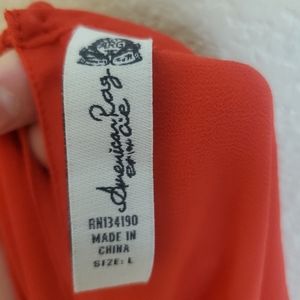 American Rag
Cie
RN134190
MADE IN
CHINA
SIZE: L